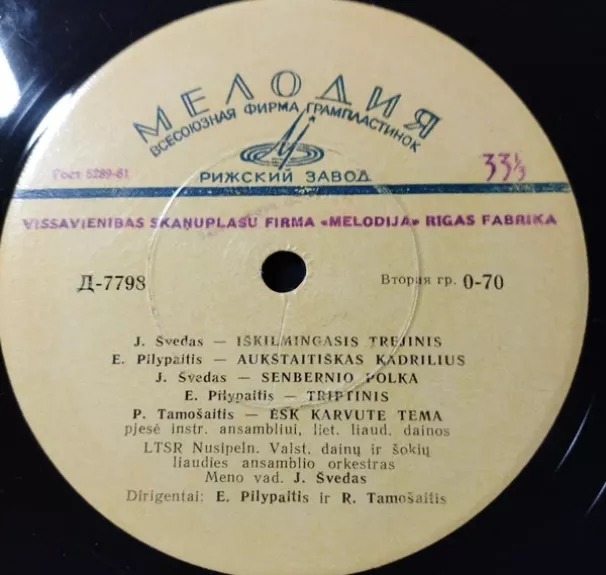 МЕЛОДИЯ
ВСЕСОЮЗНАЯ ФИРМА ГРАМПЛАСТИНОК
РИЖСКИЙ ЗАВОД
Гост 5289-61
33⅓
VISSAVIENIBAS SKAŅUPLAŠU FIRMA «MELODIJA» RIGAS FABRIKA
Д-7798
Вторая гр. 0-70
J. Švedas — IŠKILMINGASIS TREJINIS
E. Pilypaitis — AUKŠTAITIŠKAS KADRILIUS
J. Švedas — SENBERNIO POLKA
E. Pilypaitis — TRIPTINIS
P. Tamošaitis — ĖSK KARVUTE TEMA
pjesė instr. ansambliui, liet. liaud. dainos
LTSR Nusipeln. Valst. dainų ir šokių
liaudies ansamblio orkestras
Meno vad. J. Švedas
Dirigentai: E. Pilypaitis ir R. Tamošaitis